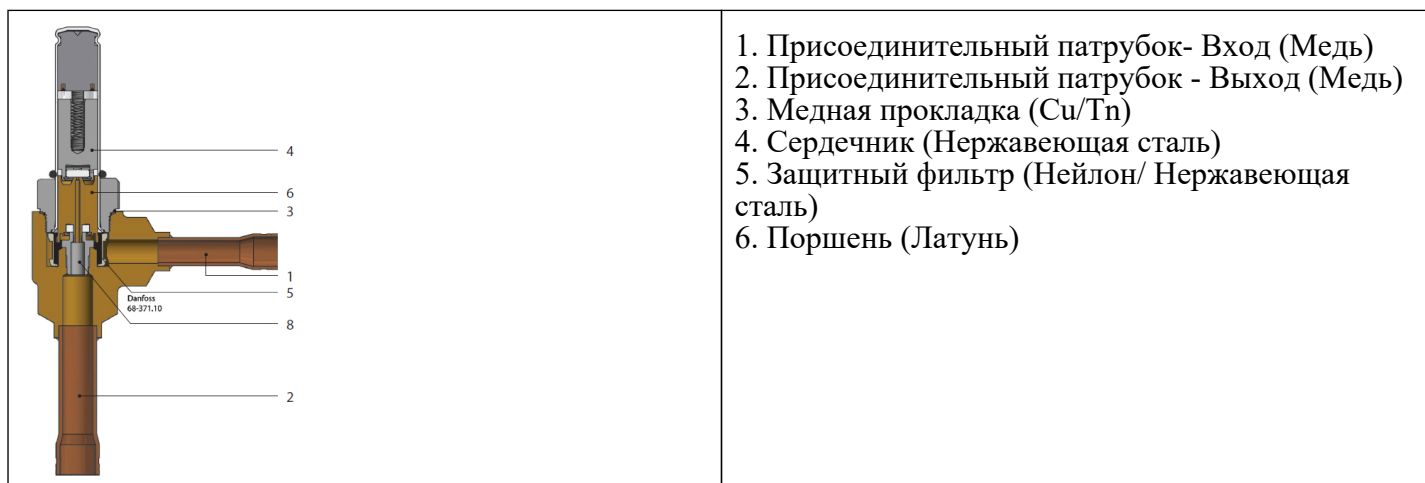 4
6
3
1
5
Danfoss
68-371.10
8
2
1. Присоединительный патрубок- Вход (Медь)
2. Присоединительный патрубок - Выход (Медь)
3. Медная прокладка (Cu/Tn)
4. Сердечник (Нержавеющая сталь)
5. Защитный фильтр (Нейлон/ Нержавеющая
сталь)
6. Поршень (Латунь)